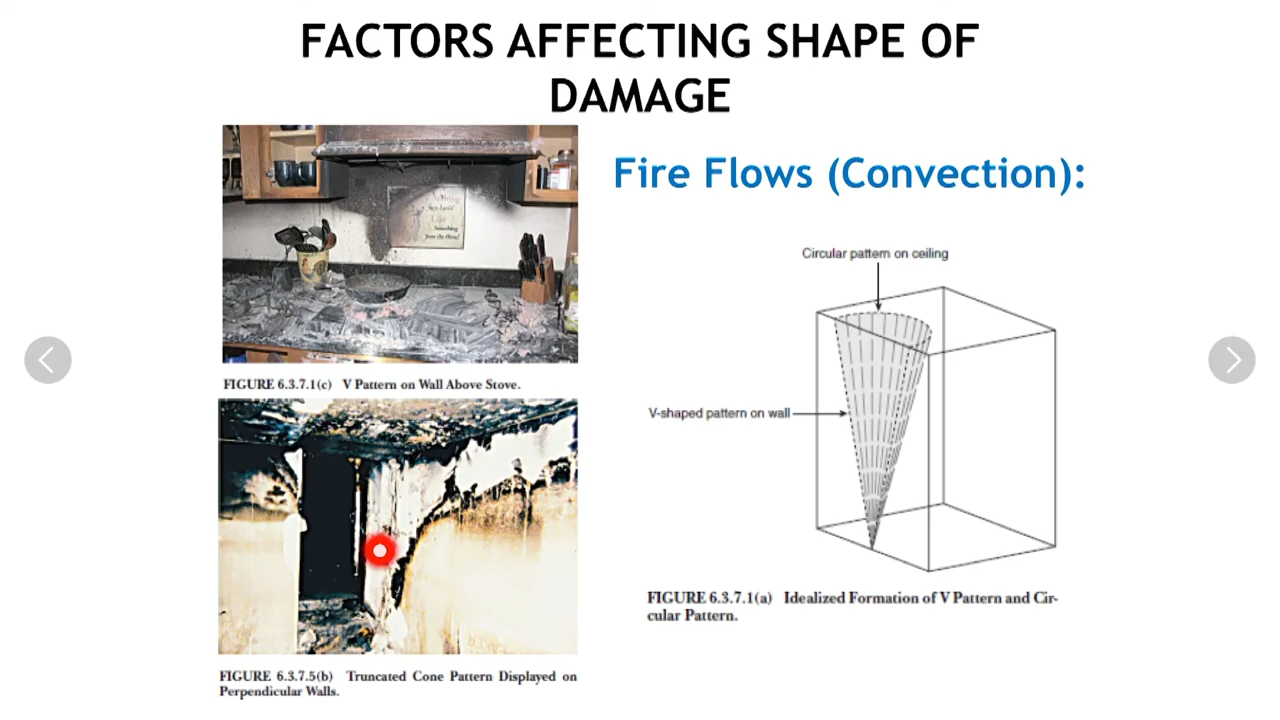 FACTORS AFFECTING SHAPE OF
DAMAGE
FIGURE 6.3.7.1(c) V Pattern on Wall Above Stove.
FIGURE 6.3.7.5(b) Truncated Cone Pattern Displayed on
Perpendicular Walls.
Fire Flows (Convection):
Circular pattern on ceiling
V-shaped pattern on wall
FIGURE 6.3.7.1(a) Idealized Formation of V Pattern and Cir-
cular Pattern.